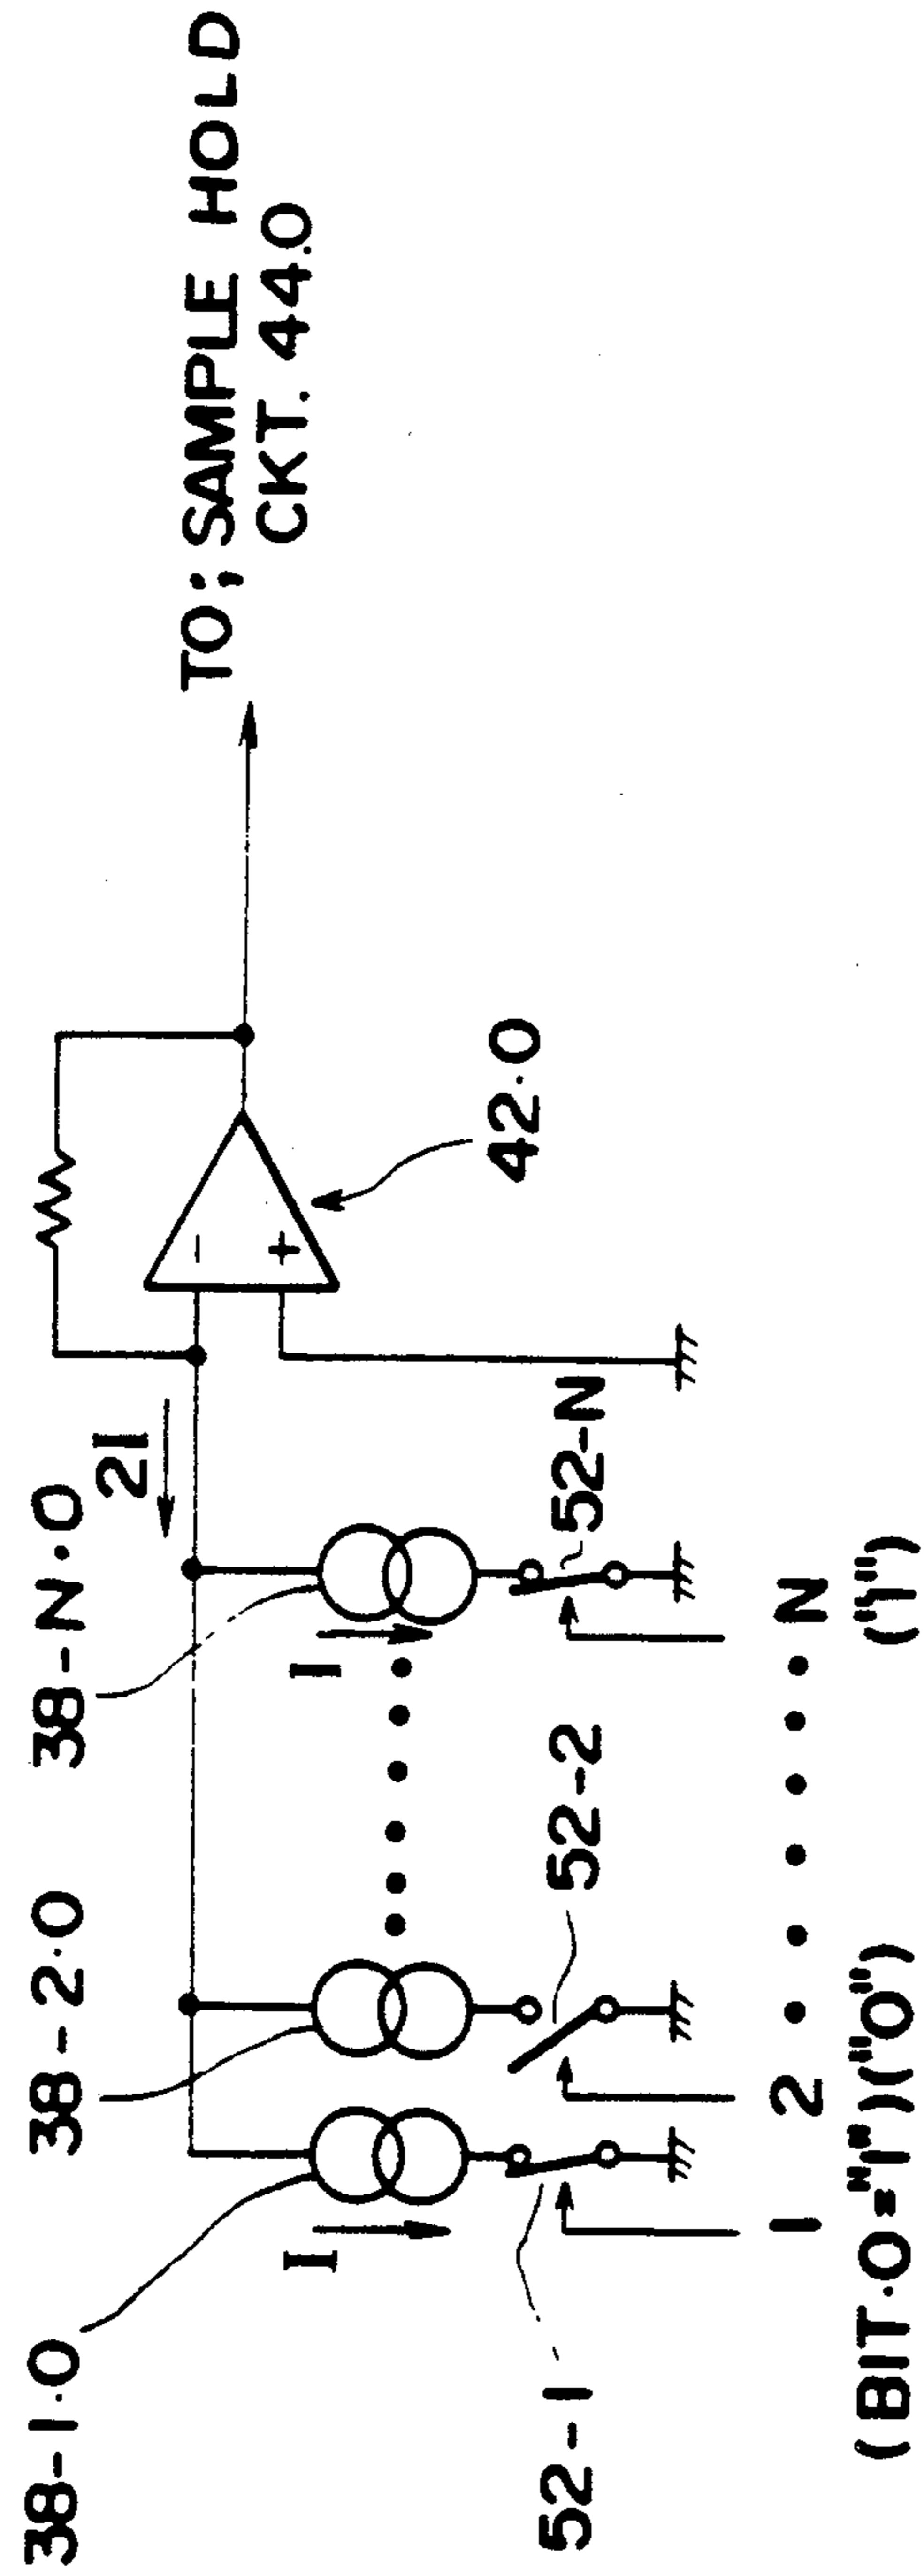 38-1·0
38-2·0
38-N·0
2I
I
I
52-1
52-2
52-N
−
+
42·0
TO; SAMPLE HOLD
CKT. 44.0
1 2 • • • • • • N
(BIT·0="1")("0") ("1")